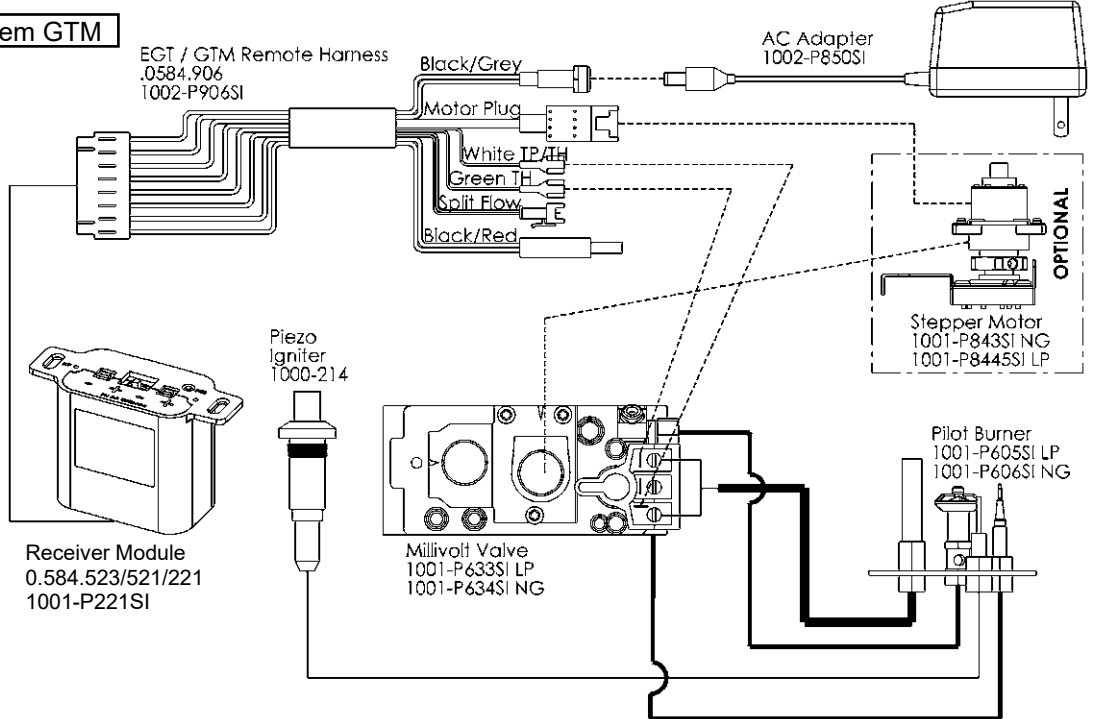 em GTM
EGT / GTM Remote Harness
.0584.906
1002-P906SI
Black/Grey
Motor Plug
White TP/TH
Green TH
Split Flow
Black/Red
AC Adapter
1002-P850SI
OPTIONAL
Stepper Motor
1001-P843SI NG
1001-P8445SI LP
Piezo
Igniter
1000-214
Receiver Module
0.584.523/521/221
1001-P221SI
Millivolt Valve
1001-P633SI LP
1001-P634SI NG
Pilot Burner
1001-P605SI LP
1001-P606SI NG